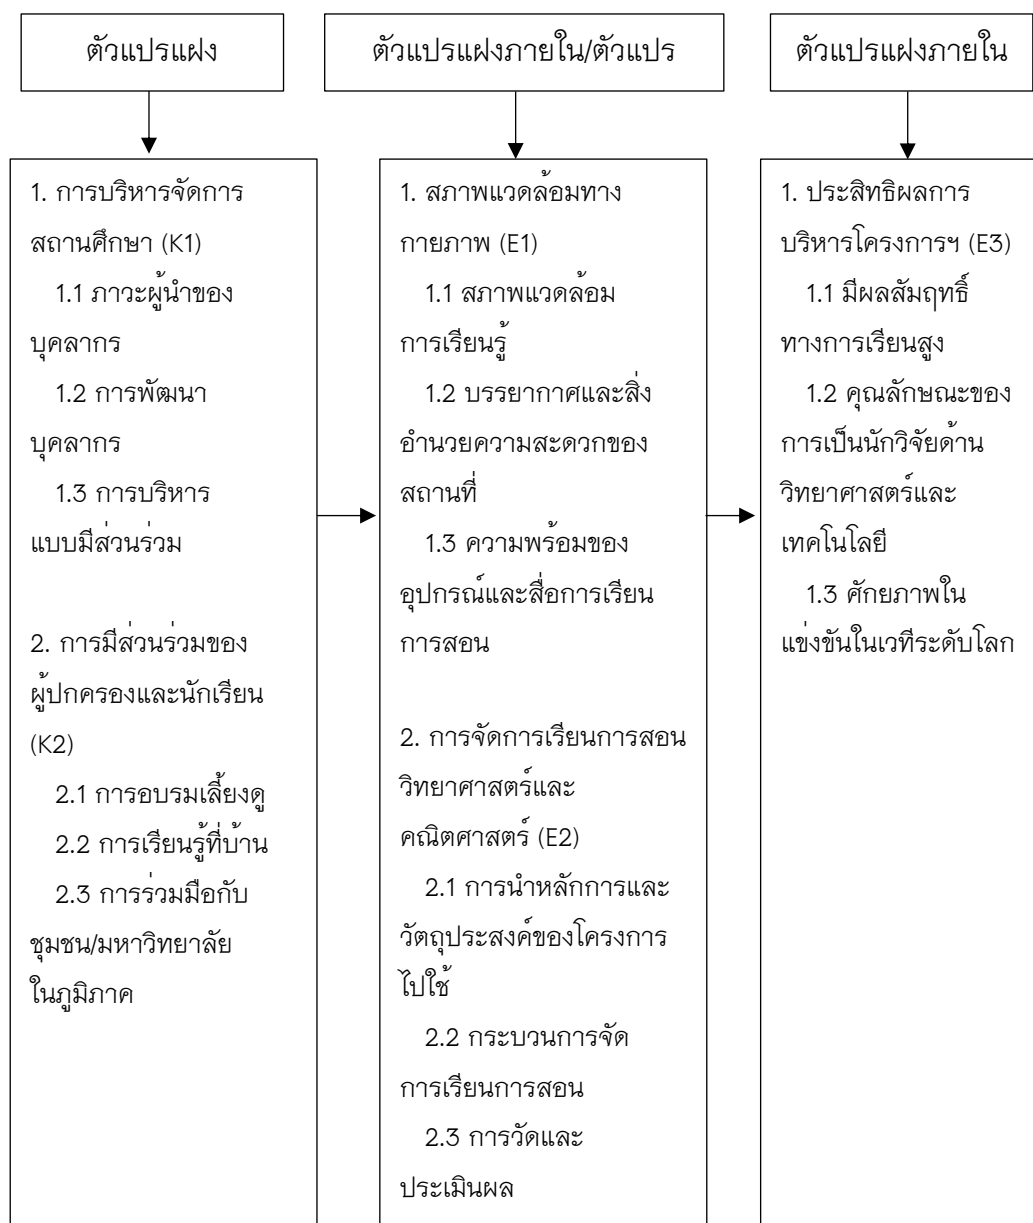 ตัวแปรแฝง
ตัวแปรแฝงภายใน/ตัวแปร
ตัวแปรแฝงภายใน
1. การบริหารจัดการ
สถานศึกษา (K1)
1.1 ภาวะผู้นำของ
บุคลากร
1.2 การพัฒนา
บุคลากร
1.3 การบริหาร
แบบมีส่วนร่วม
2. การมีส่วนร่วมของ
ผู้ปกครองและนักเรียน
(K2)
2.1 การอบรมเลี้ยงดู
2.2 การเรียนรู้ที่บ้าน
2.3 การร่วมมือกับ
ชุมชน/มหาวิทยาลัย
ในภูมิภาค
1. สภาพแวดล้อมทาง
กายภาพ (E1)
1.1 สภาพแวดล้อม
การเรียนรู้
1.2 บรรยากาศและสิ่ง
อำนวยความสะดวกของ
สถานที่
1.3 ความพร้อมของ
อุปกรณ์และสื่อการเรียน
การสอน
2. การจัดการเรียนการสอน
วิทยาศาสตร์และ
คณิตศาสตร์ (E2)
2.1 การนำหลักการและ
วัตถุประสงค์ของโครงการ
ไปใช้
2.2 กระบวนการจัด
การเรียนการสอน
2.3 การวัดและ
ประเมินผล
1. ประสิทธิผลการ
บริหารโครงการฯ (E3)
1.1 มีผลสัมฤทธิ์
ทางการเรียนสูง
1.2 คุณลักษณะของ
การเป็นนักวิจัยด้าน
วิทยาศาสตร์และ
เทคโนโลยี
1.3 ศักยภาพใน
แข่งขันในเวทีระดับโลก